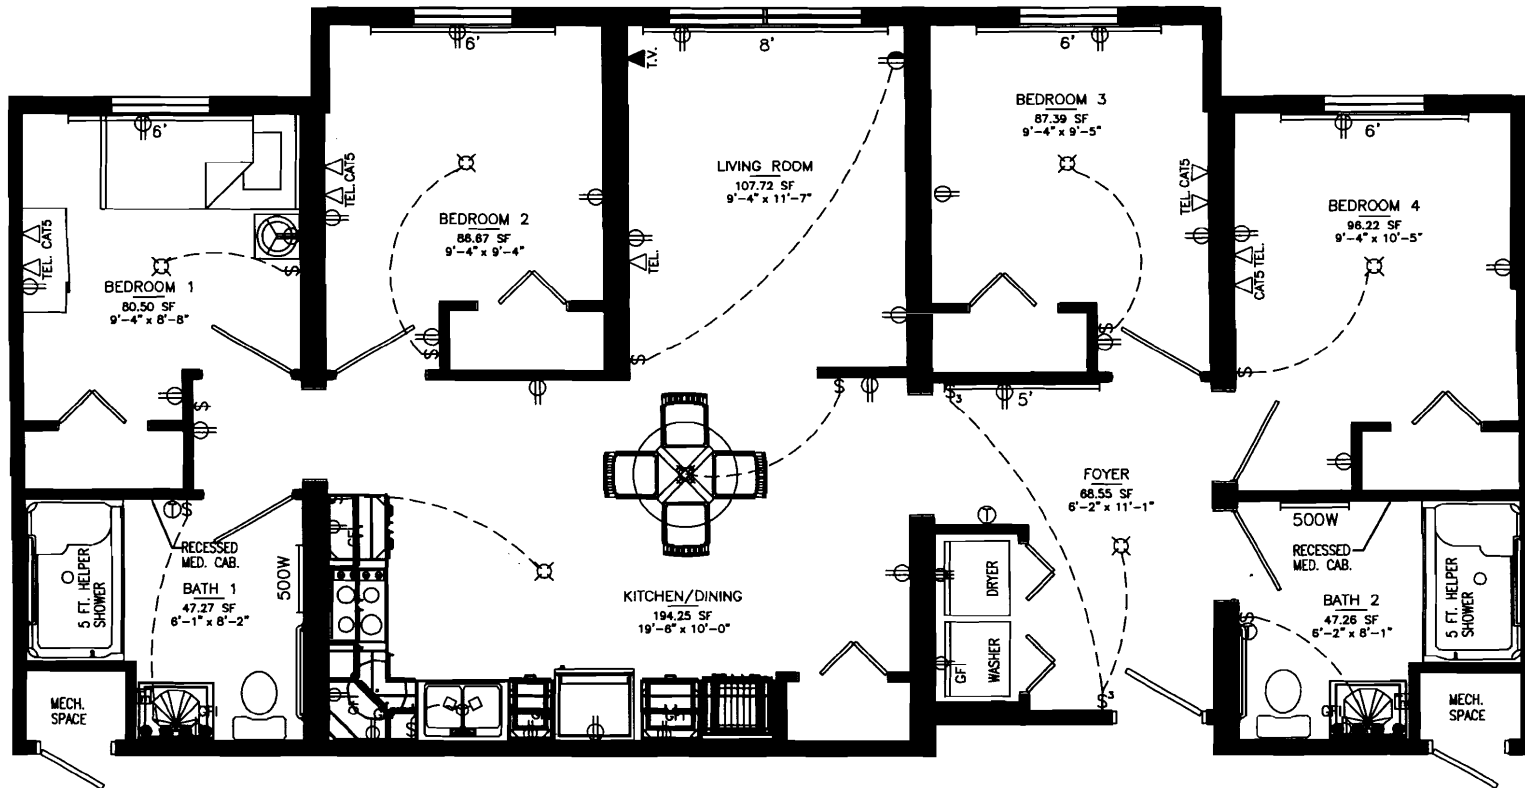 6'
8'
6'
T.V.
BEDROOM 3
87.39 SF
9'-4" x 9'-5"
6'
6'
LIVING ROOM
107.72 SF
9'-4" x 11'-7"
TEL. CAT5
TEL. CAT5
BEDROOM 2
86.67 SF
9'-4" x 9'-4"
BEDROOM 4
96.22 SF
9'-4" x 10'-5"
TEL. CAT5
TEL.
CAT5 TEL.
BEDROOM 1
80.50 SF
9'-4" x 8'-8"
S
S
S
S
S
S
S
S3
5'
FOYER
68.55 SF
6'-2" x 11'-1"
T
S
T
500W
RECESSED
MED. CAB.
RECESSED
MED. CAB.
GFI
5 FT. HELPER
SHOWER
BATH 1
47.27 SF
6'-1" x 8'-2"
500W
KITCHEN/DINING
194.25 SF
19'-6" x 10'-0"
DRYER
WASHER
GF
BATH 2
47.26 SF
6'-2" x 8'-1"
S
T
5 FT. HELPER
SHOWER
MECH.
SPACE
GFI
GFI
S
GFI
GFI
S3
GFI
MECH.
SPACE